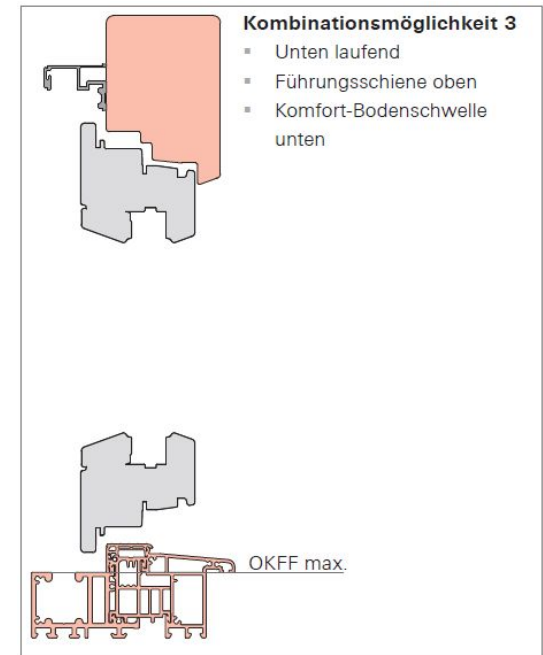 Kombinationsmöglichkeit 3
▪ Unten laufend
▪ Führungsschiene oben
▪ Komfort-Bodenschwelle
unten
OKFF max.